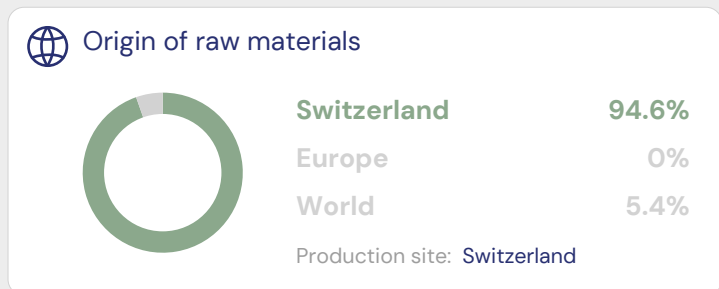 Origin of raw materials
Switzerland 94.6%
Europe 0%
World 5.4%
Production site: Switzerland